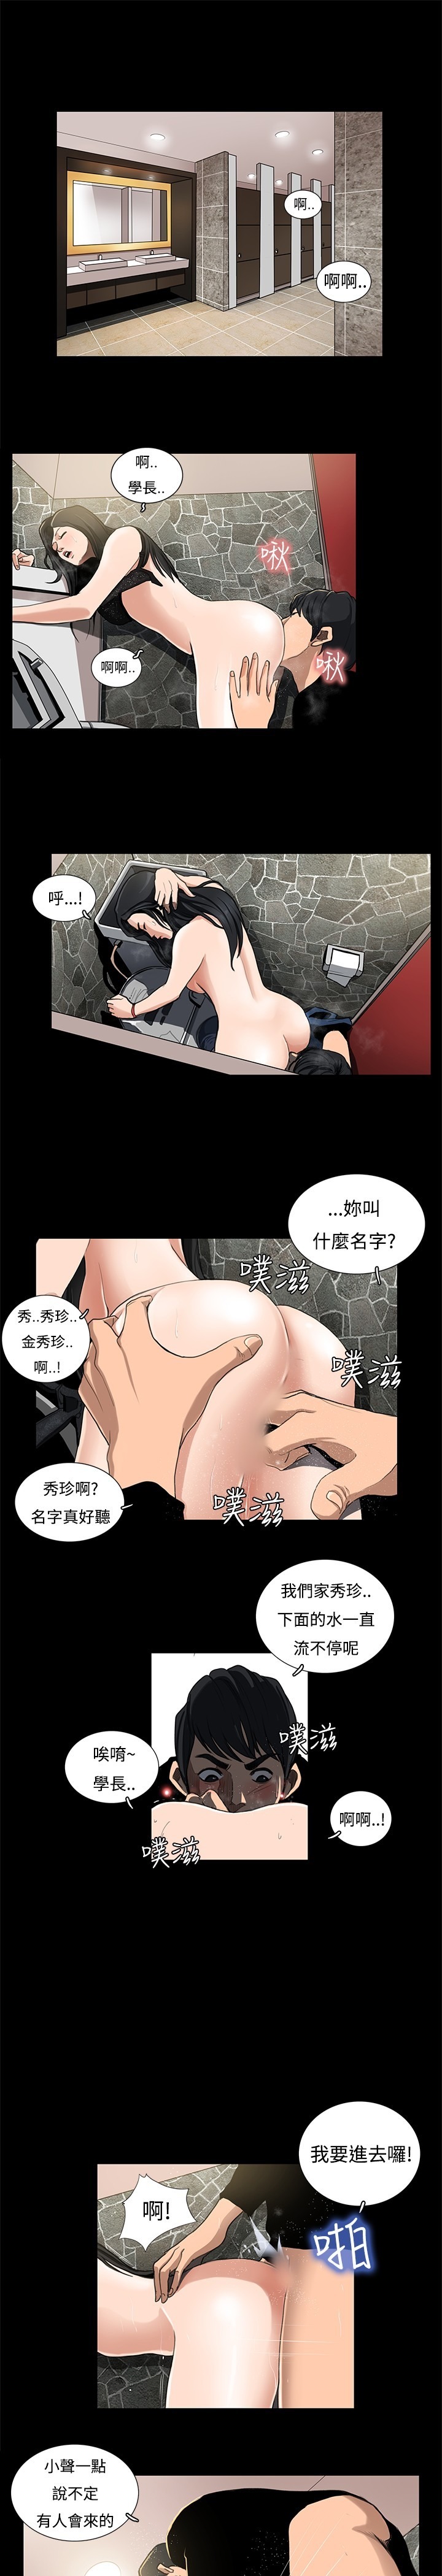 啊..
啊啊..
啊..
學長..
啾
啊啊..
啾
呼...!
...妳叫
什麼名字?
噗滋
秀..秀珍..
金秀珍..
啊..!
噗滋
秀珍啊?
名字真好聽
噗滋
我們家秀珍..
下面的水一直
流不停呢
噗滋
唉唷~
學長..
啊啊..!
噗滋
我要進去囉!
啊!
啪
小聲一點
說不定
有人會來的